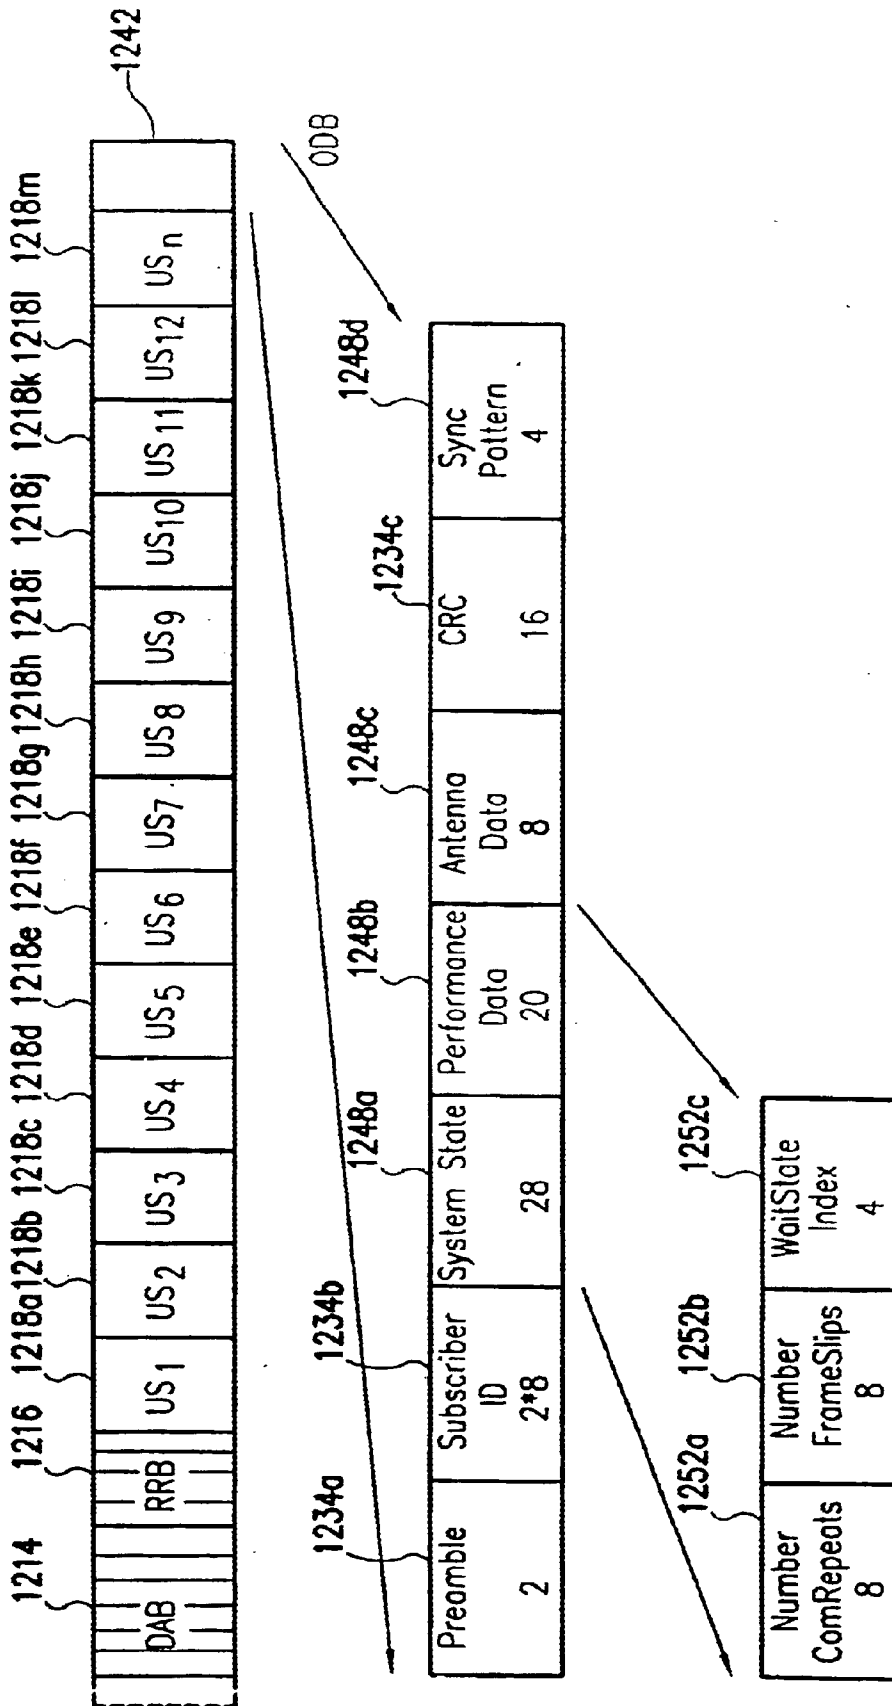 1214
1216
1218a
1218b
1218c
1218d
1218e
1218f
1218g
1218h
1218i
1218j
1218k
1218l
1218m
DAB
RRB
US1
US2
US3
US4
US5
US6
US7
US8
US9
US10
US11
US12
USn
1242
ODB
1234a
1234b
1248a
1248b
1248c
1234c
1248d
Preamble
2
Subscriber
ID
2*8
System State
28
Performance
Data
20
Antenna
Data
8
CRC
16
Sync
Pattern
4
1252a
1252b
1252c
Number
ComRepeats
8
Number
FrameSlips
8
WaitState
Index
4